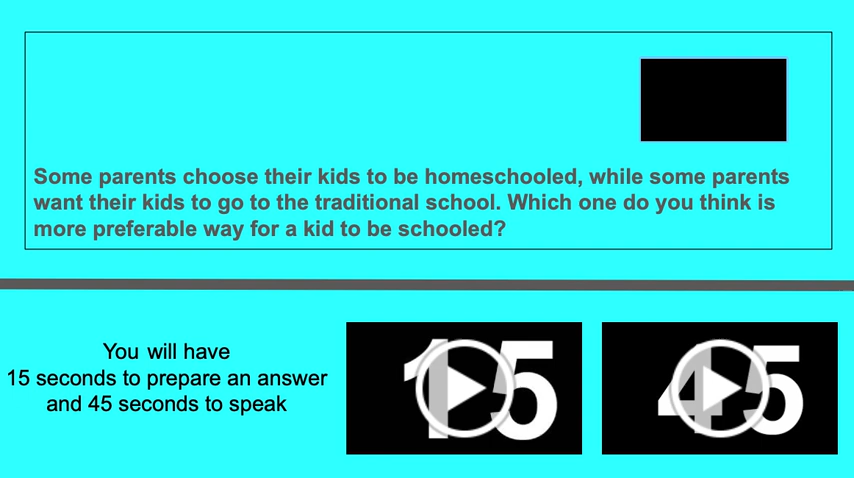 Some parents choose their kids to be homeschooled, while some parents
want their kids to go to the traditional school. Which one do you think is
more preferable way for a kid to be schooled?
You will have
15 seconds to prepare an answer
and 45 seconds to speak
15
45